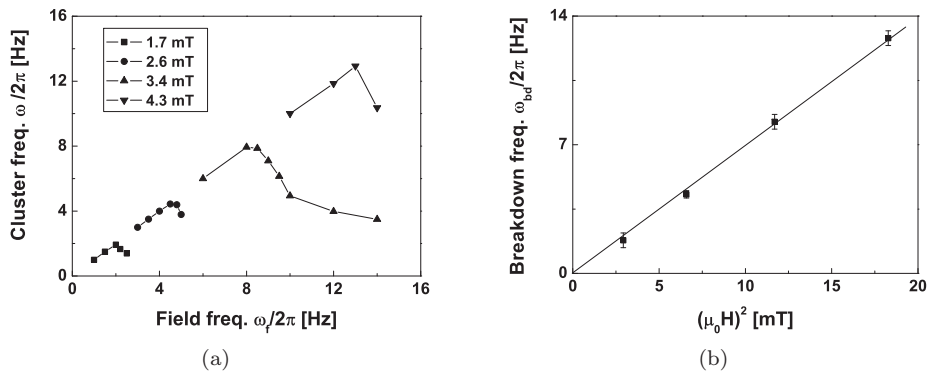 16
12
8
4
0
0 4 8 12 16
Cluster freq. ω /2π [Hz]
Field freq. ω_f/2π [Hz]
1.7 mT
2.6 mT
3.4 mT
4.3 mT
(a)
14
7
0
0 5 10 15 20
Breakdown freq. ω_bd/2π [Hz]
(μ₀H)² [mT]
(b)